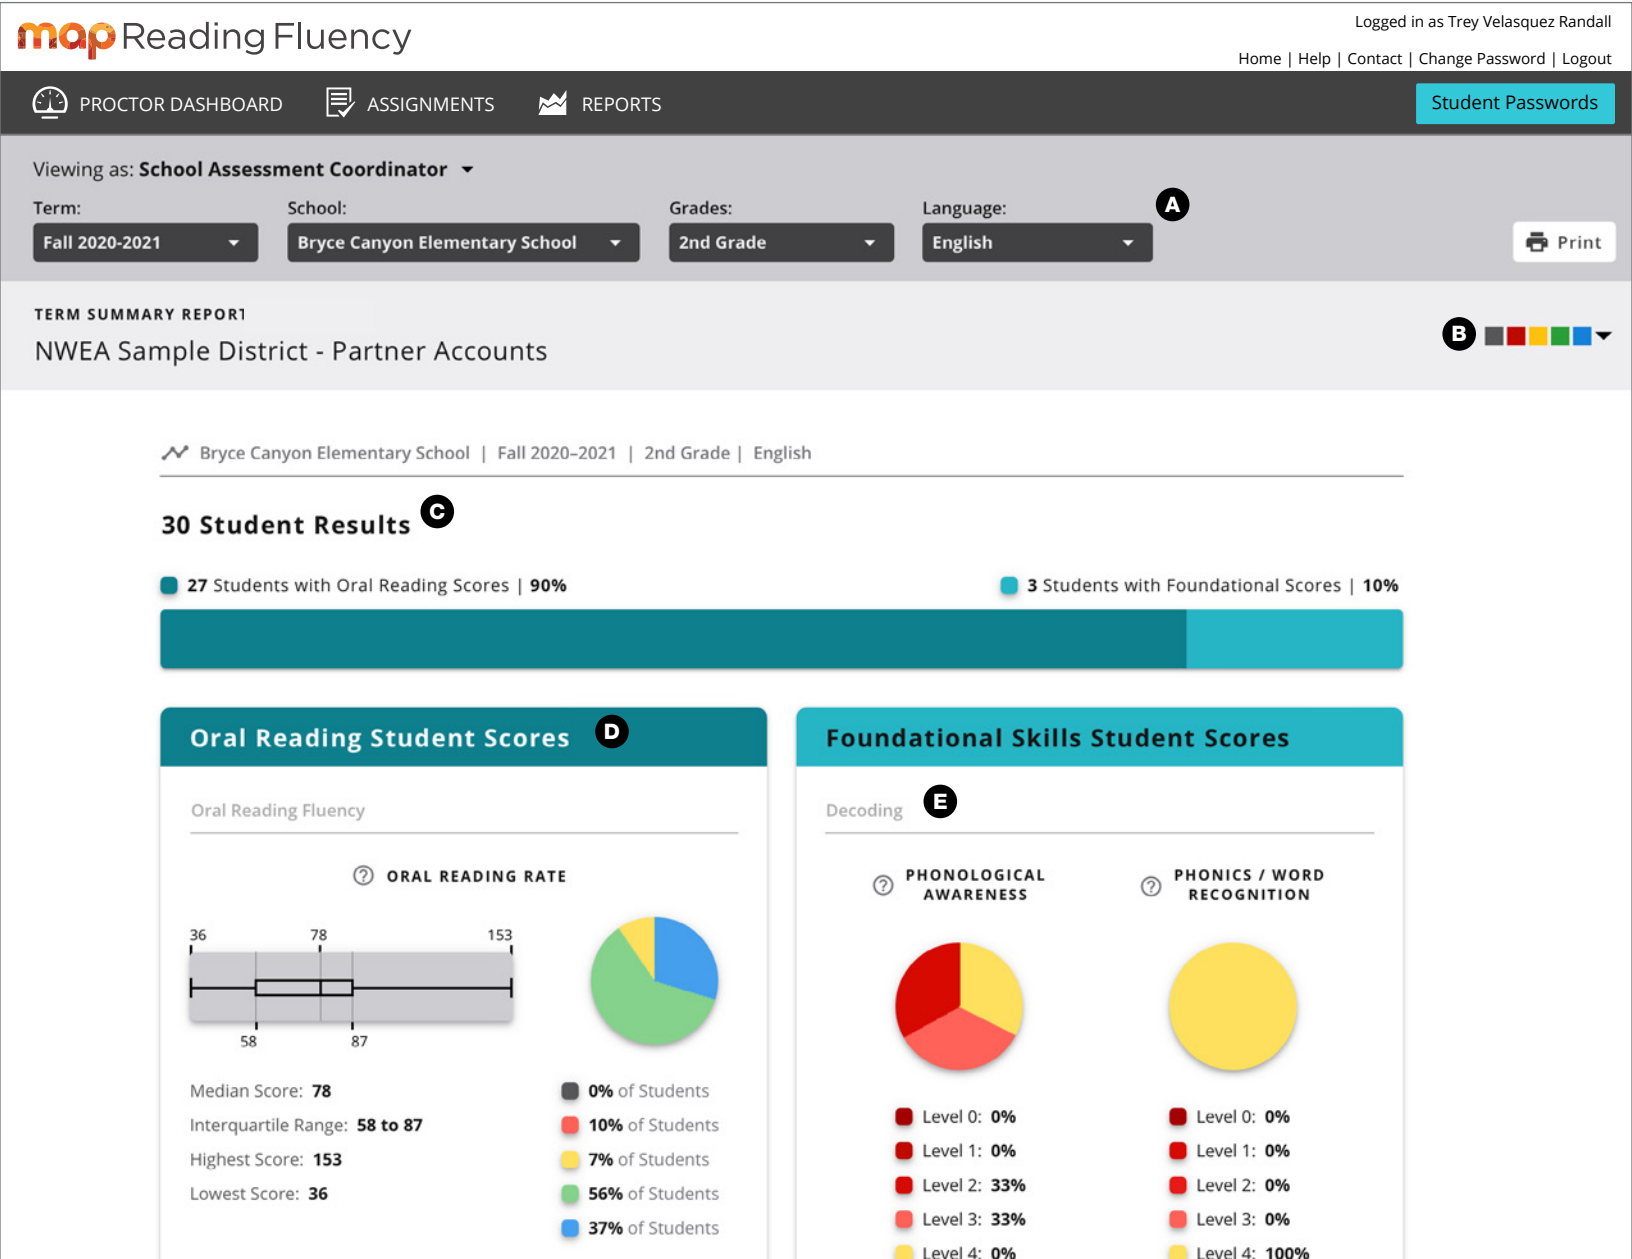 map Reading Fluency
Logged in as Trey Velasquez Randall
Home | Help | Contact | Change Password | Logout
PROCTOR DASHBOARD ASSIGNMENTS REPORTS Student Passwords
Viewing as: School Assessment Coordinator
Term: School: Grades: Language: A
Fall 2020-2021 Bryce Canyon Elementary School 2nd Grade English Print
TERM SUMMARY REPORT
NWEA Sample District - Partner Accounts
B
Bryce Canyon Elementary School | Fall 2020–2021 | 2nd Grade | English
30 Student Results C
27 Students with Oral Reading Scores | 90% 3 Students with Foundational Scores | 10%
Oral Reading Student Scores D
Oral Reading Fluency
? ORAL READING RATE
36 78 153
58 87
Median Score: 78
Interquartile Range: 58 to 87
Highest Score: 153
Lowest Score: 36
0% of Students
10% of Students
7% of Students
56% of Students
37% of Students
Foundational Skills Student Scores
Decoding E
? PHONOLOGICAL
AWARENESS
Level 0: 0%
Level 1: 0%
Level 2: 33%
Level 3: 33%
Level 4: 0%
? PHONICS / WORD
RECOGNITION
Level 0: 0%
Level 1: 0%
Level 2: 0%
Level 3: 0%
Level 4: 100%